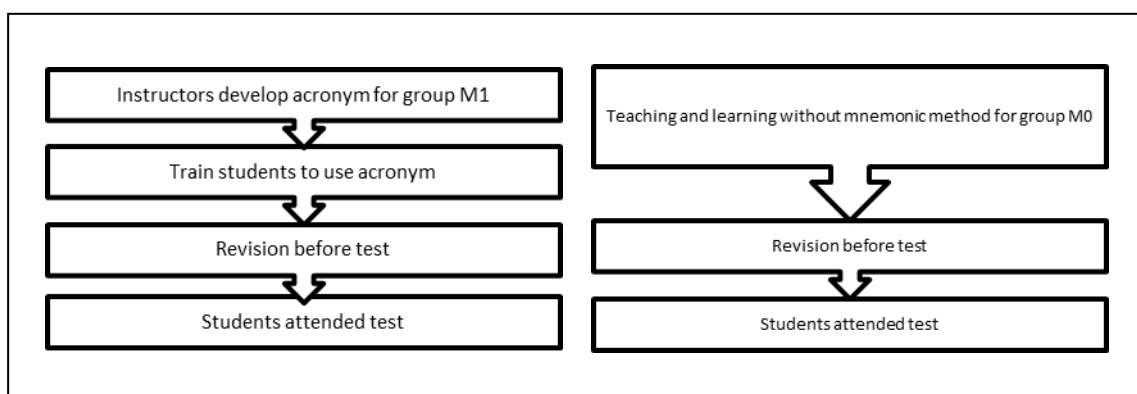 Instructors develop acronym for group M1
Train students to use acronym
Revision before test
Students attended test
Teaching and learning without mnemonic method for group M0
Revision before test
Students attended test